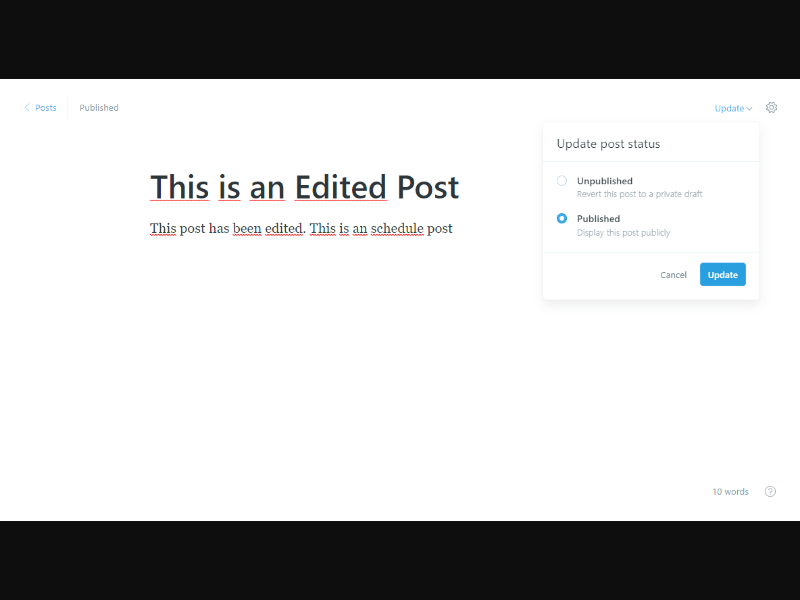 Posts
Published
Update
Update post status
Unpublished
Revert this post to a private draft
Published
Display this post publicly
Cancel
Update
This is an Edited Post
This post has been edited. This is an schedule post
10 words
?